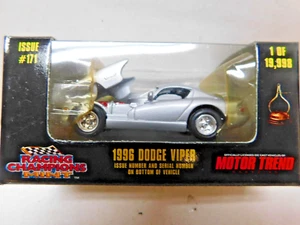 ISSUE
#171
1 OF
19,998
1996 DODGE VIPER
ISSUE NUMBER AND SERIAL NUMBER
ON BOTTOM OF VEHICLE
RACING
CHAMPIONS
MINT
MOTOR TREND